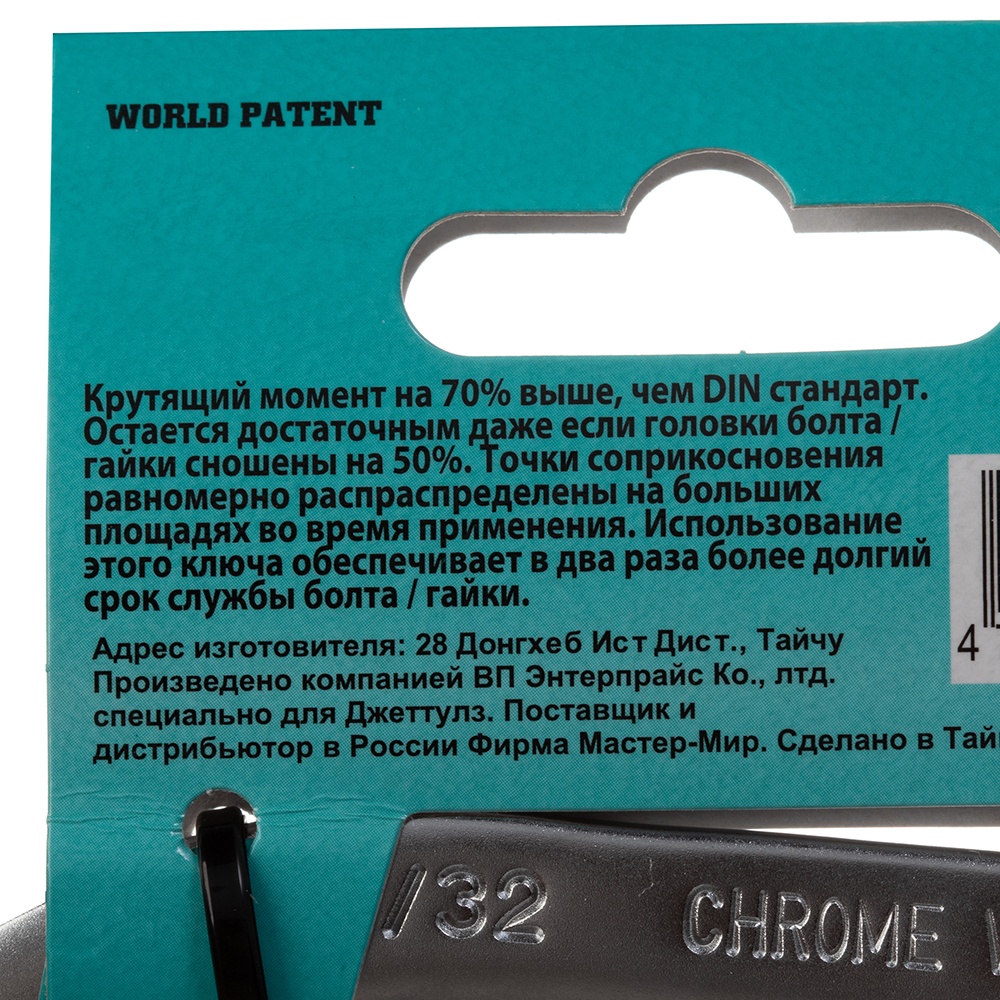 WORLD PATENT
Крутящий момент на 70% выше, чем DIN стандарт.
Остается достаточным даже если головки болта /
гайки сношены на 50%. Точки соприкосновения
равномерно распраспределены на больших
площадях во время применения. Использование
этого ключа обеспечивает в два раза более долгий
срок службы болта / гайки.
Адрес изготовителя: 28 Донгхеб Ист Дист., Тайчу
Произведено компанией ВП Энтерпрайс Ко., лтд.
специально для Джеттулз. Поставщик и
дистрибьютор в России Фирма Мастер-Мир. Сделано в
4
/32 CHROME